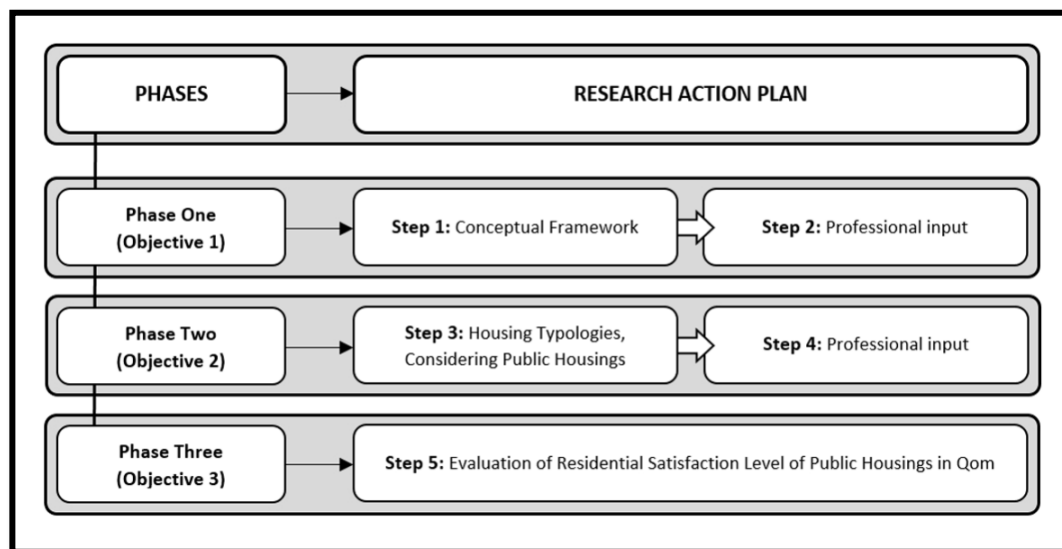 PHASES
RESEARCH ACTION PLAN
Phase One
(Objective 1)
Step 1: Conceptual Framework
Step 2: Professional input
Phase Two
(Objective 2)
Step 3: Housing Typologies,
Considering Public Housings
Step 4: Professional input
Phase Three
(Objective 3)
Step 5: Evaluation of Residential Satisfaction Level of Public Housings in Qom